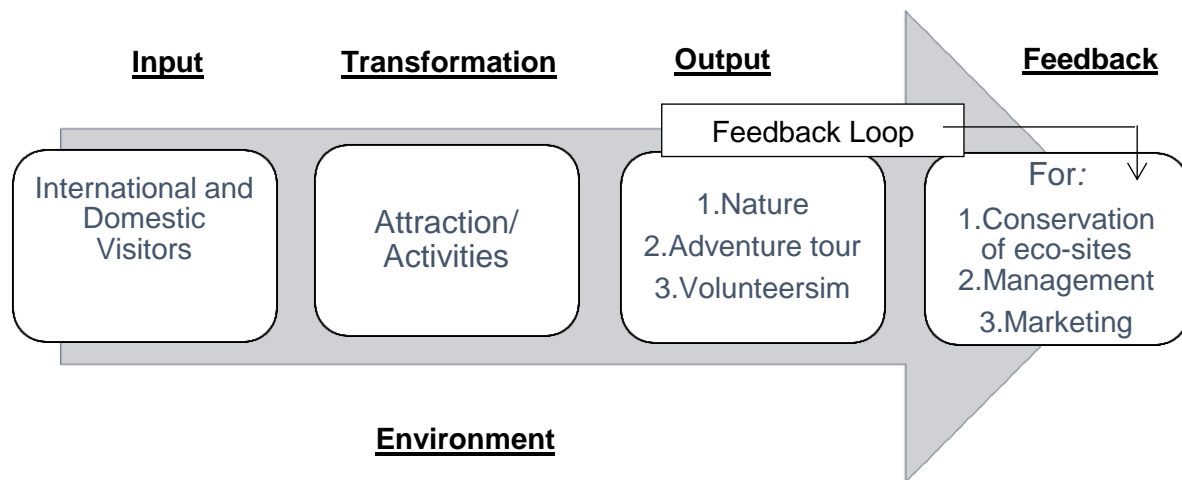 Input
Transformation
Output
Feedback
Feedback Loop
International and
Domestic
Visitors
Attraction/
Activities
1.Nature
2.Adventure tour
3.Volunteersim
For:
1.Conservation
of eco-sites
2.Management
3.Marketing
Environment